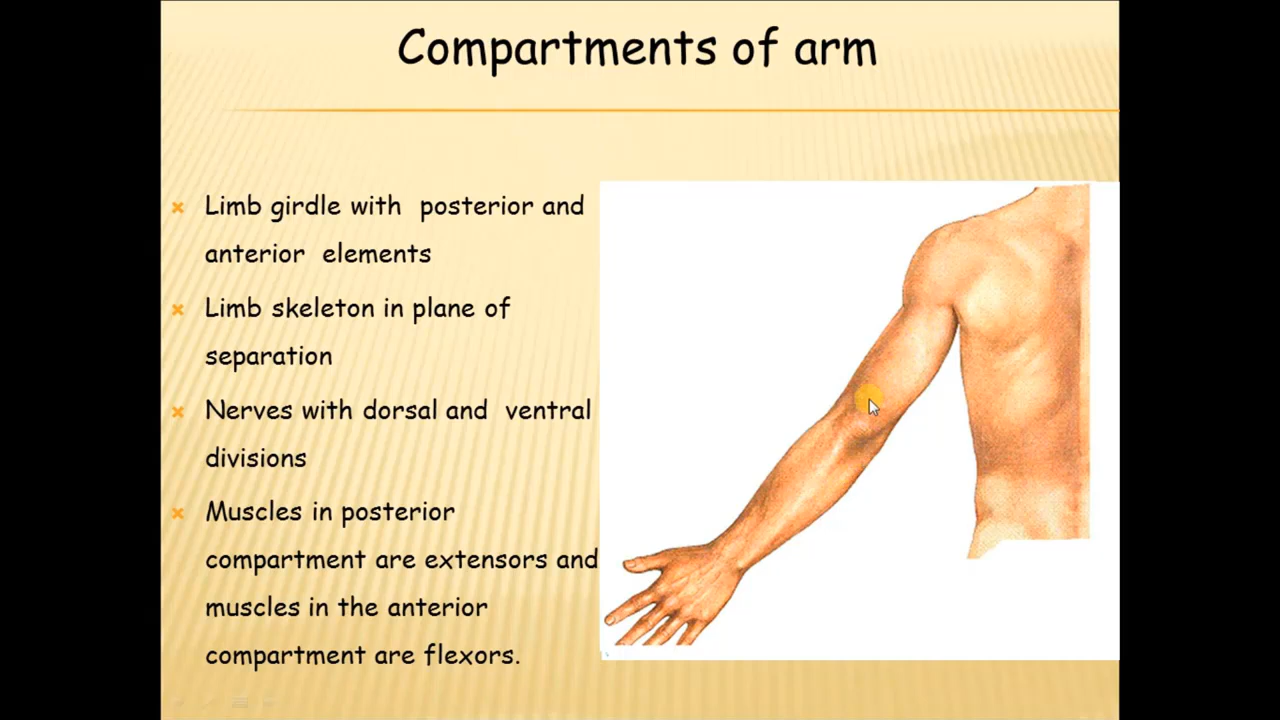 Compartments of arm
Limb girdle with posterior and
anterior elements
Limb skeleton in plane of
separation
Nerves with dorsal and ventral
divisions
Muscles in posterior
compartment are extensors and
muscles in the anterior
compartment are flexors.